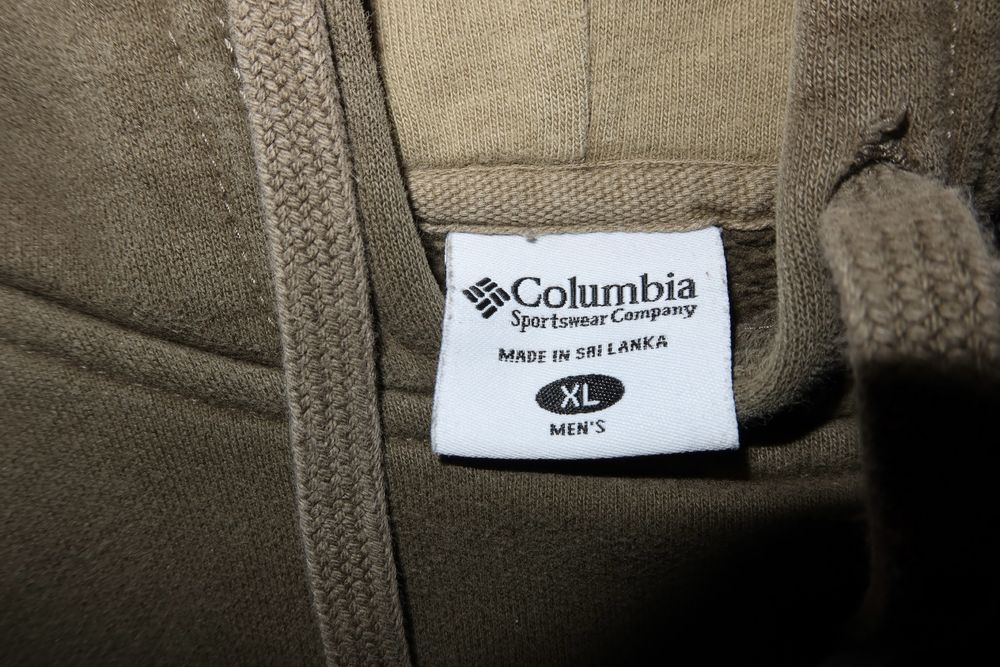 Columbia
Sportswear Company
MADE IN SRI LANKA
XL
MEN'S